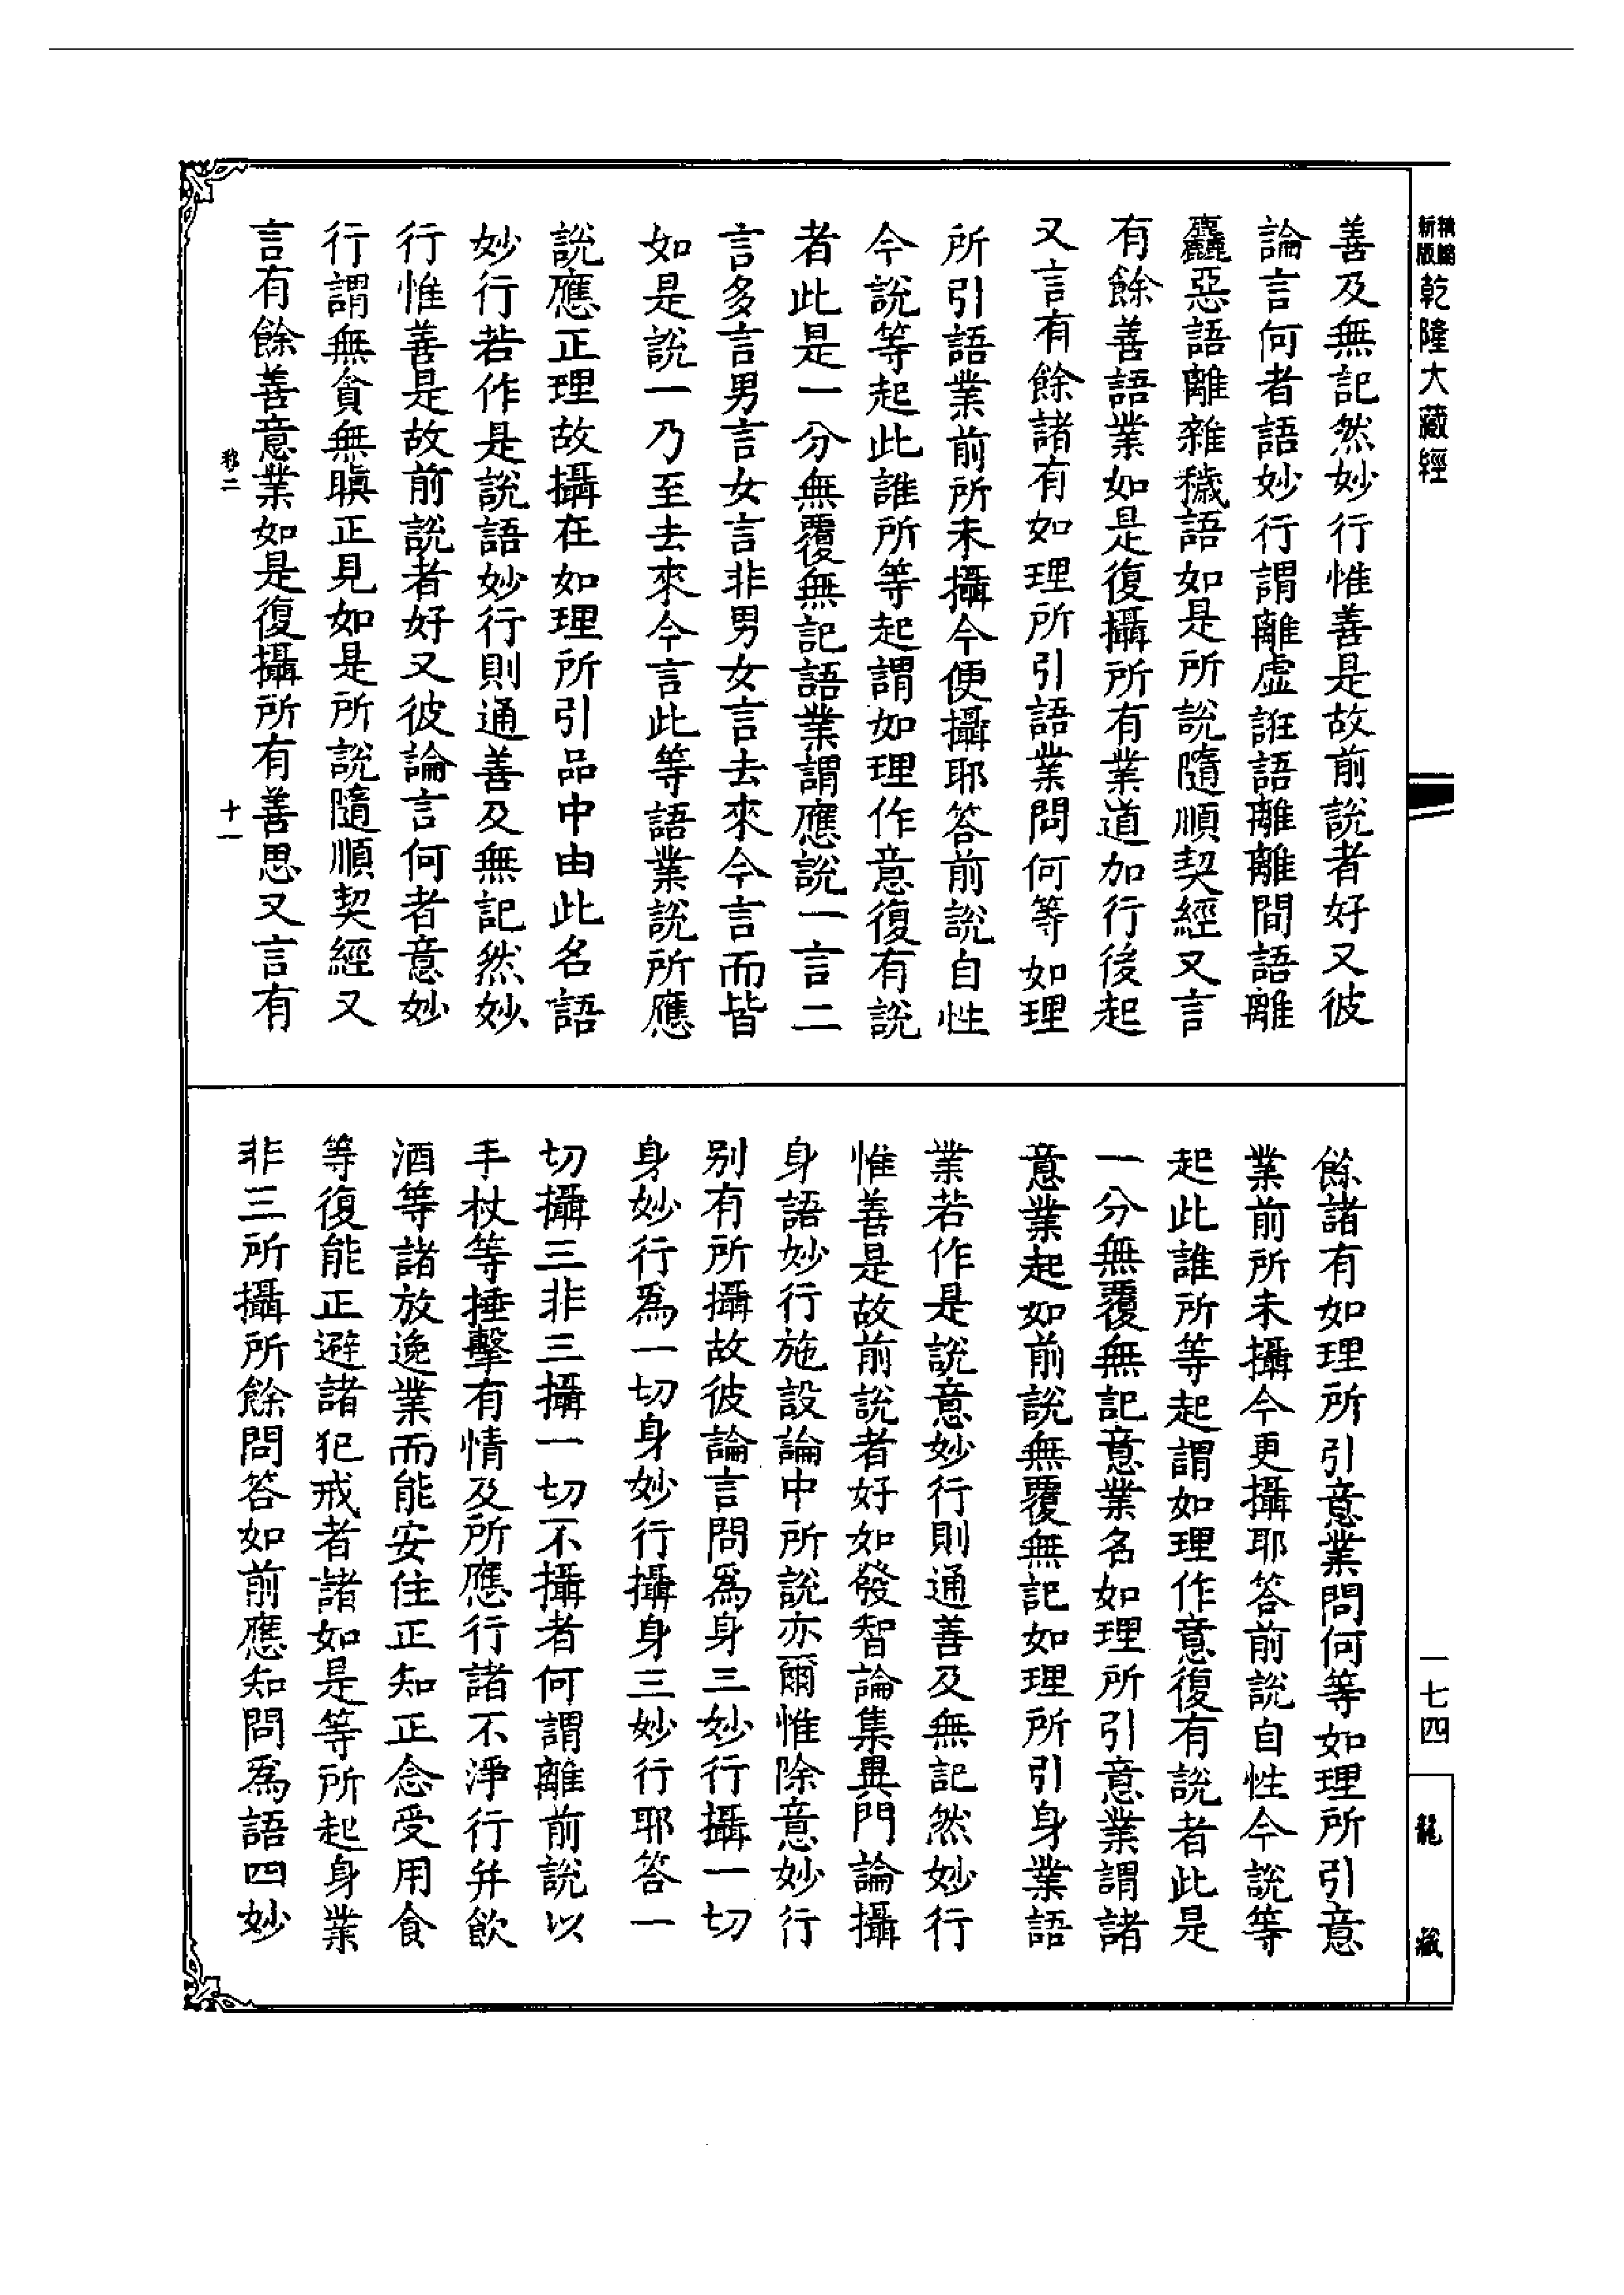 精編
新版
乾隆大藏經
善及無記然妙行惟善是故前說者好又彼
論言何者語妙行謂離虛誑語離離間語離
麤惡語離雜穢語如是所說隨順契經又言
有餘善語業如是復攝所有業道加行後起
又言有餘諸有如理所引語業問何等如理
所引語業前所未攝今便攝耶答前說自性
今說等起此誰所等起謂如理作意復有說
者此是一分無覆無記語業謂應說一言二
言多言男言女言非男女言去來今言而皆
如是說一乃至去來今言此等語業說所應
說應正理故攝在如理所引品中由此名語
妙行若作是說語妙行則通善及無記然妙
行惟善是故前說者好又彼論言何者意妙
行謂無貪無瞋正見如是所說隨順契經又
言有餘善意業如是復攝所有善思又言有
十一
餘諸有如理所引意業問何等如理所引意
業前所未攝今更攝耶答前說自性今說等
起此誰所等起謂如理作意復有說者此是
一分無覆無記意業名如理所引意業謂諸
意業起如前說無覆無記如理所引身業語
業若作是說意妙行則通善及無記然妙行
惟善是故前說者好如發智論集異門論攝
身語妙行施設論中所說亦爾惟除意妙行
別有所攝故彼論言問爲身三妙行攝一切
身妙行爲一切身妙行攝身三妙行耶答一
切攝三非三攝一切不攝者何謂離前說以
手杖等捶擊有情及所應行諸不淨行并飲
酒等諸放逸業而能安住正知正念受用食
等復能正避諸犯戒者諸如是等所起身業
非三所攝所餘問答如前應知問爲語四妙
一七四
龍藏